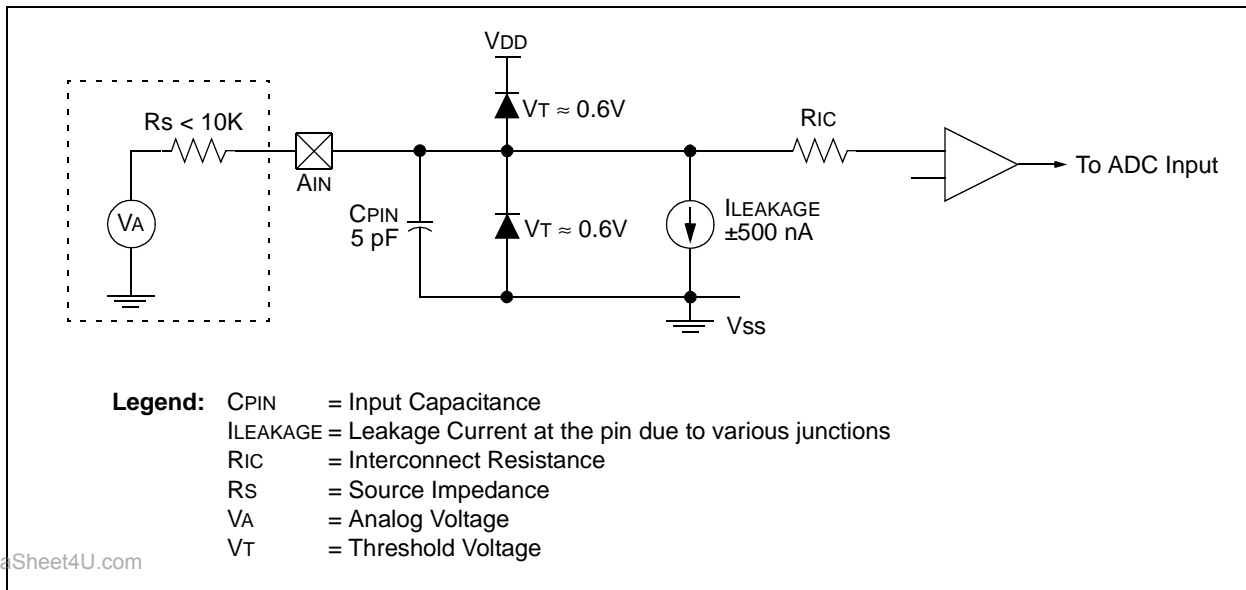 VDD
VT ≈ 0.6V
Rs < 10K
RIC
AIN
To ADC Input
VA
CPIN
5 pF
VT ≈ 0.6V
ILEAKAGE
±500 nA
Vss
Legend: CPIN = Input Capacitance
ILEAKAGE = Leakage Current at the pin due to various junctions
RIC = Interconnect Resistance
RS = Source Impedance
VA = Analog Voltage
VT = Threshold Voltage
aSheet4U.com